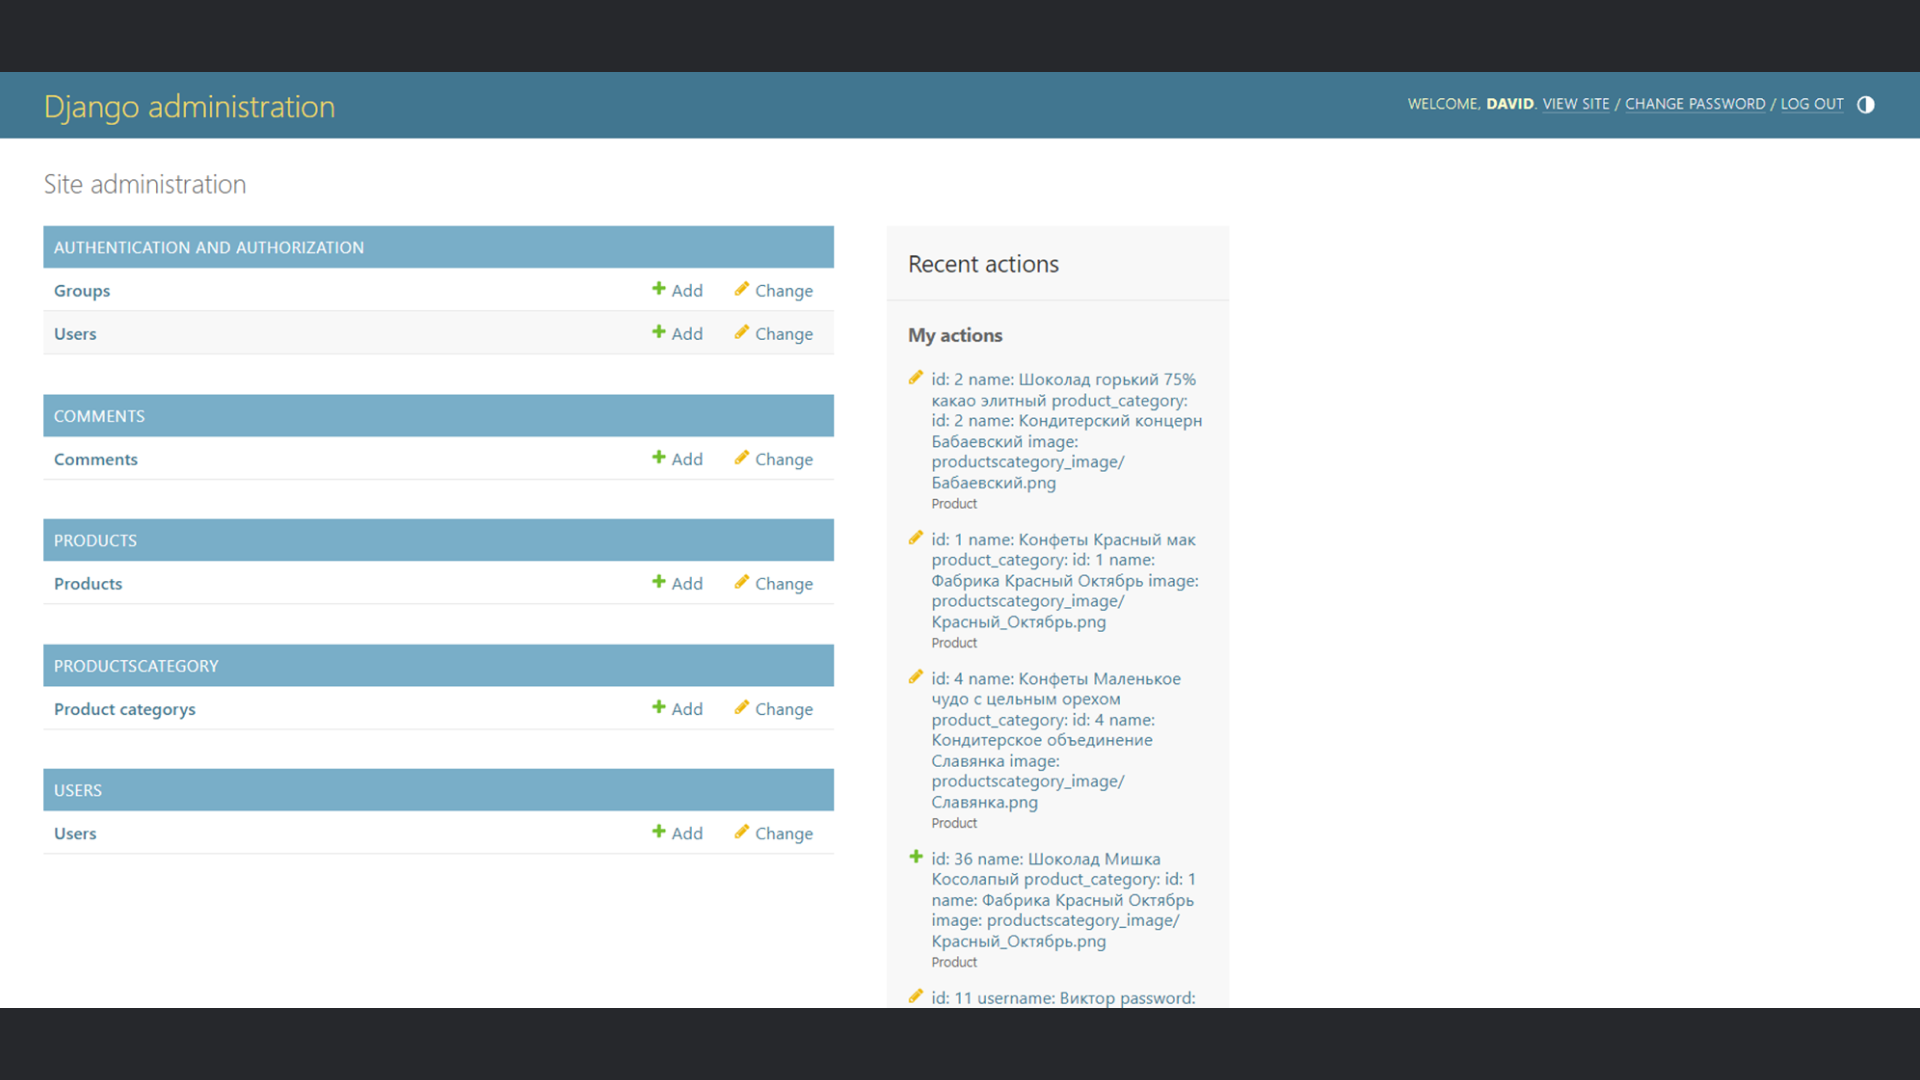 Django administration
WELCOME, DAVID. VIEW SITE / CHANGE PASSWORD / LOG OUT
Site administration
AUTHENTICATION AND AUTHORIZATION
Groups Add Change
Users Add Change
COMMENTS
Comments Add Change
PRODUCTS
Products Add Change
PRODUCTSCATEGORY
Product categorys Add Change
USERS
Users Add Change
Recent actions
My actions
id: 2 name: Шоколад горький 75%
какао элитный product_category:
id: 2 name: Кондитерский концерн
Бабаевский image:
productscategory_image/
Бабаевский.png
Product
id: 1 name: Конфеты Красный мак
product_category: id: 1 name:
Фабрика Красный Октябрь image:
productscategory_image/
Красный_Октябрь.png
Product
id: 4 name: Конфеты Маленькое
чудо с цельным орехом
product_category: id: 4 name:
Кондитерское объединение
Славянка image:
productscategory_image/
Славянка.png
Product
id: 36 name: Шоколад Мишка
Косолапый product_category: id: 1
name: Фабрика Красный Октябрь
image: productscategory_image/
Красный_Октябрь.png
Product
id: 11 username: Виктор password: